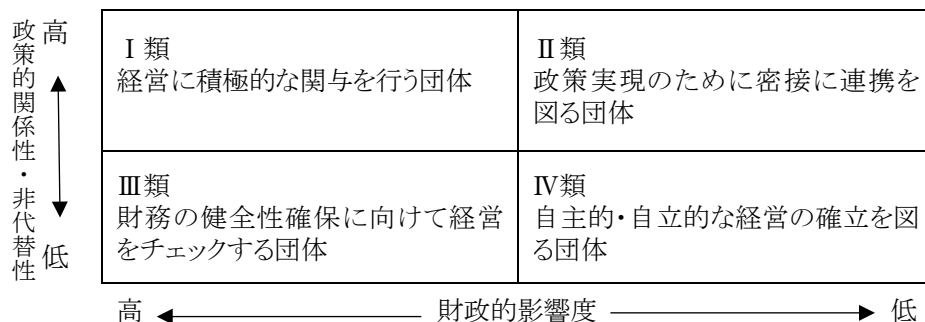 政策的関係性・非代替性
高
低
Ⅰ類
経営に積極的な関与を行う団体
Ⅱ類
政策実現のために密接に連携を
図る団体
Ⅲ類
財務の健全性確保に向けて経営
をチェックする団体
Ⅳ類
自主的・自立的な経営の確立を図
る団体
高 財政的影響度 低